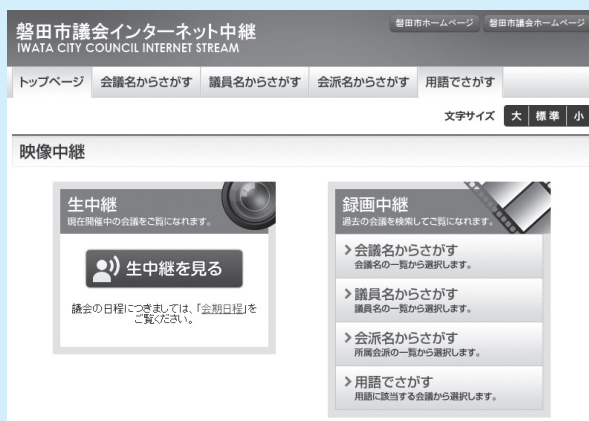 磐田市議会インターネット中継
IWATA CITY COUNCIL INTERNET STREAM
磐田市ホームページ 磐田市議会ホームページ
トップページ 会議名からさがす 議員名からさがす 会派名からさがす 用語でさがす
文字サイズ 大 標準 小
映像中継
生中継
現在開催中の会議をご覧になれます。
生中継を見る
議会の日程につきましては、「会期日程」を
ご覧ください。
録画中継
過去の会議を検索してご覧になれます。
会議名からさがす
会議名の一覧から選択します。
議員名からさがす
議員名の一覧から選択します。
会派名からさがす
所属会派の一覧から選択します。
用語でさがす
用語に該当する会議から選択します。